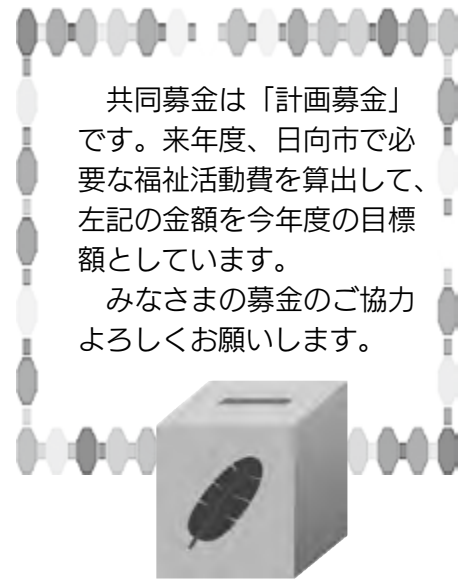 共同募金は「計画募金」
です。来年度、日向市で必
要な福祉活動費を算出して、
左記の金額を今年度の目標
額としています。
　みなさまの募金のご協力
よろしくお願いします。